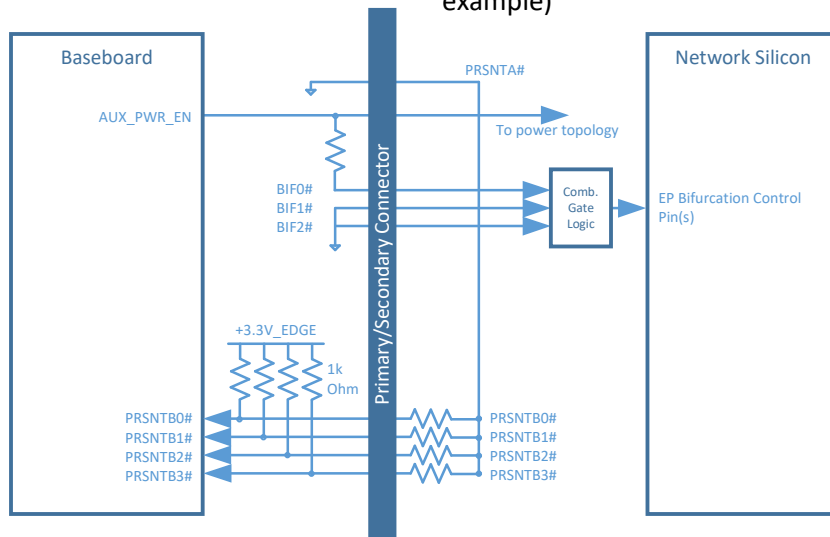 example)
Baseboard
PRSNTA#
Network Silicon
AUX_PWR_EN
To power topology
BIF0#
BIF1#
BIF2#
Comb.
Gate
Logic
EP Bifurcation Control
Pin(s)
Primary/Secondary Connector
+3.3V_EDGE
1k
Ohm
PRSNTB0#
PRSNTB1#
PRSNTB2#
PRSNTB3#
PRSNTB0#
PRSNTB1#
PRSNTB2#
PRSNTB3#